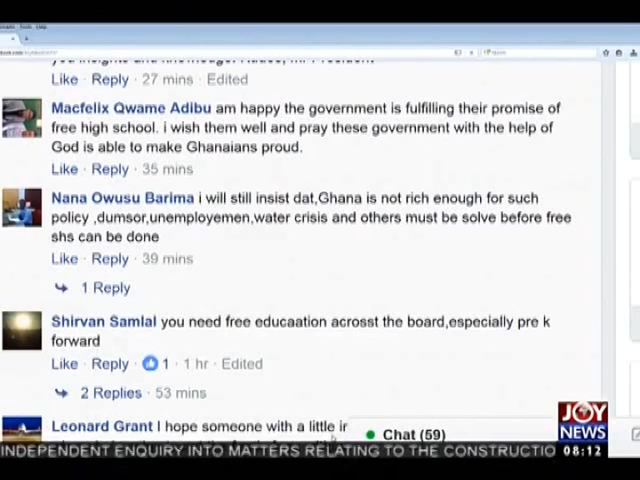 Like · Reply · 27 mins · Edited
Macfelix Qwame Adibu am happy the government is fulfilling their promise of
free high school. i wish them well and pray these government with the help of
God is able to make Ghanaians proud.
Like · Reply · 35 mins
Nana Owusu Barima i will still insist dat,Ghana is not rich enough for such
policy ,dumsor,unemployemen,water crisis and others must be solve before free
shs can be done
Like · Reply · 39 mins
1 Reply
Shirvan Samlal you need free educaation acrosst the board,especially pre k
forward
Like · Reply · 1 · 1 hr · Edited
2 Replies · 53 mins
Leonard Grant I hope someone with a little
Chat (59)
JOY
NEWS
INDEPENDENT ENQUIRY INTO MATTERS RELATING TO THE CONSTRUCTIO
08:12